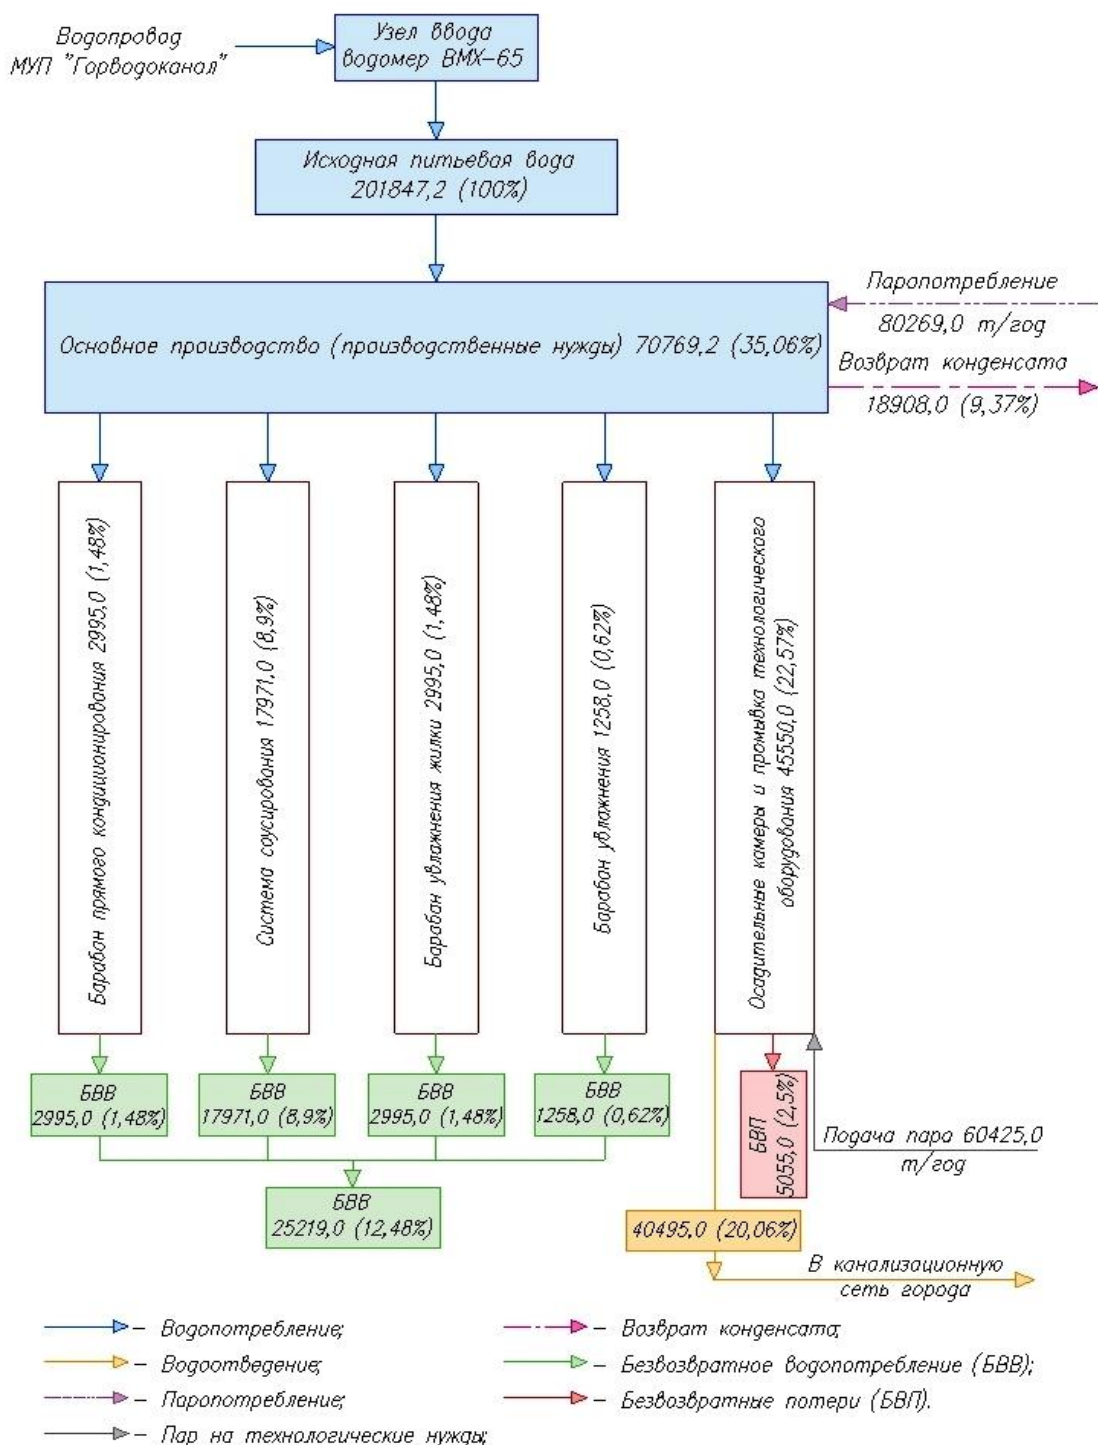 Водопровод
МУП "Горводоканал"
Узел ввода
водомер ВМХ-65
Исходная питьевая вода
201847,2 (100%)
Основное производство (производственные нужды) 70769,2 (35,06%)
Паропотребление
80269,0 т/год
Возврат конденсата
18908,0 (9,37%)
Барабан прямого кондиционирования 2995,0 (1,48%)
Система соусирования 17971,0 (8,9%)
Барабан увлажнения жилки 2995,0 (1,48%)
Барабан увлажнения 1258,0 (0,62%)
Осадительные камеры и промывка технологического
оборудования 45550,0 (22,57%)
БВВ
2995,0 (1,48%)
БВВ
17971,0 (8,9%)
БВВ
2995,0 (1,48%)
БВВ
1258,0 (0,62%)
БВП
5055,0 (2,5%)
Подача пара 60425,0
т/год
БВВ
25219,0 (12,48%)
40495,0 (20,06%)
В канализационную
сеть города
– Водопотребление;
– Водоотведение;
– Паропотребление;
– Пар на технологические нужды;
– Возврат конденсата;
– Безвозвратное водопотребление (БВВ);
– Безвозвратные потери (БВП).